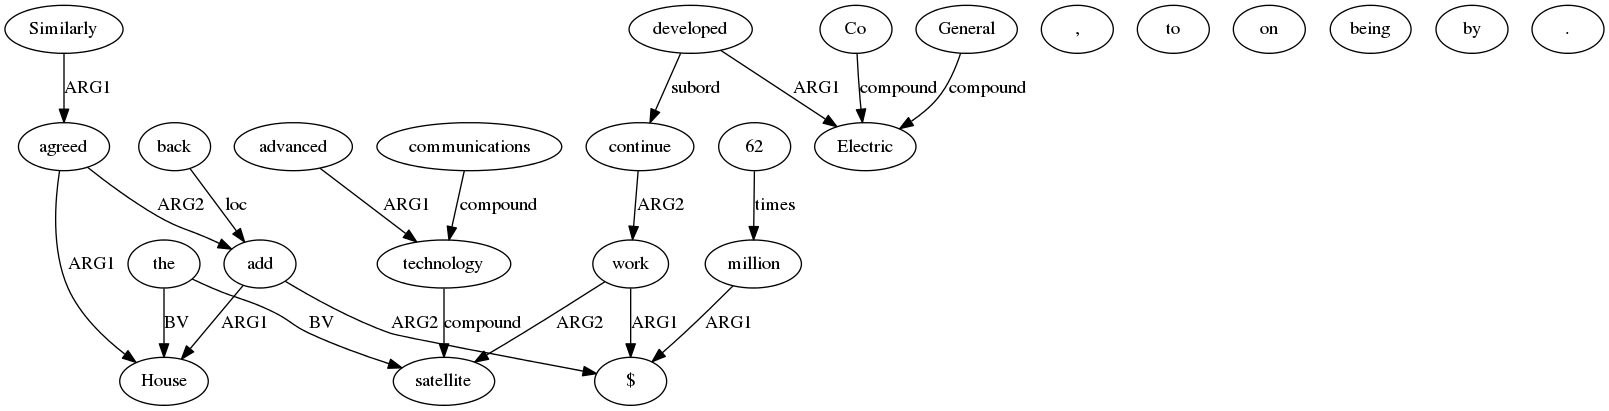 Similarly developed Co General , to on being by .
ARG1 subord ARG1 compound compound
agreed back advanced communications continue 62 Electric
ARG2 loc ARG1 compound ARG2 times
ARG1 the add technology work million
BV ARG1 BV ARG2 compound ARG2 ARG1 ARG1
House satellite $